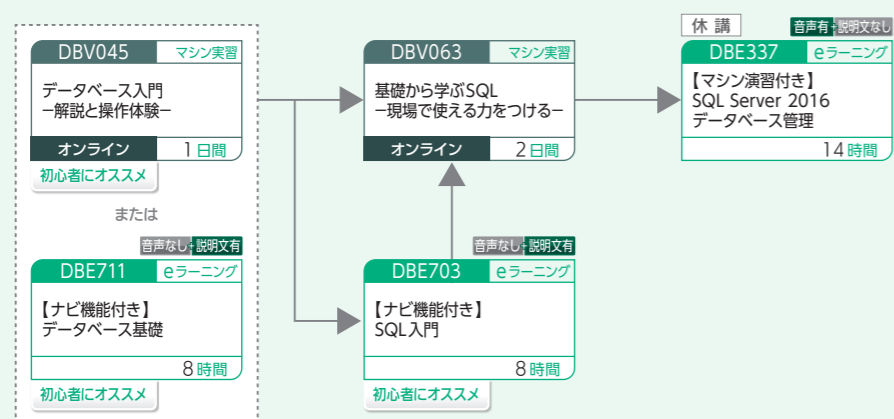 DBV045 マシン実習
データベース入門
−解説と操作体験−
オンライン 1日間
初心者にオススメ
または
音声なし+説明文有
DBE711 eラーニング
【ナビ機能付き】
データベース基礎
8時間
初心者にオススメ
DBV063 マシン実習
基礎から学ぶSQL
−現場で使える力をつける−
オンライン 2日間
音声なし+説明文有
DBE703 eラーニング
【ナビ機能付き】
SQL入門
8時間
初心者にオススメ
休 講
音声有+説明文なし
DBE337 eラーニング
【マシン演習付き】
SQL Server 2016
データベース管理
14時間